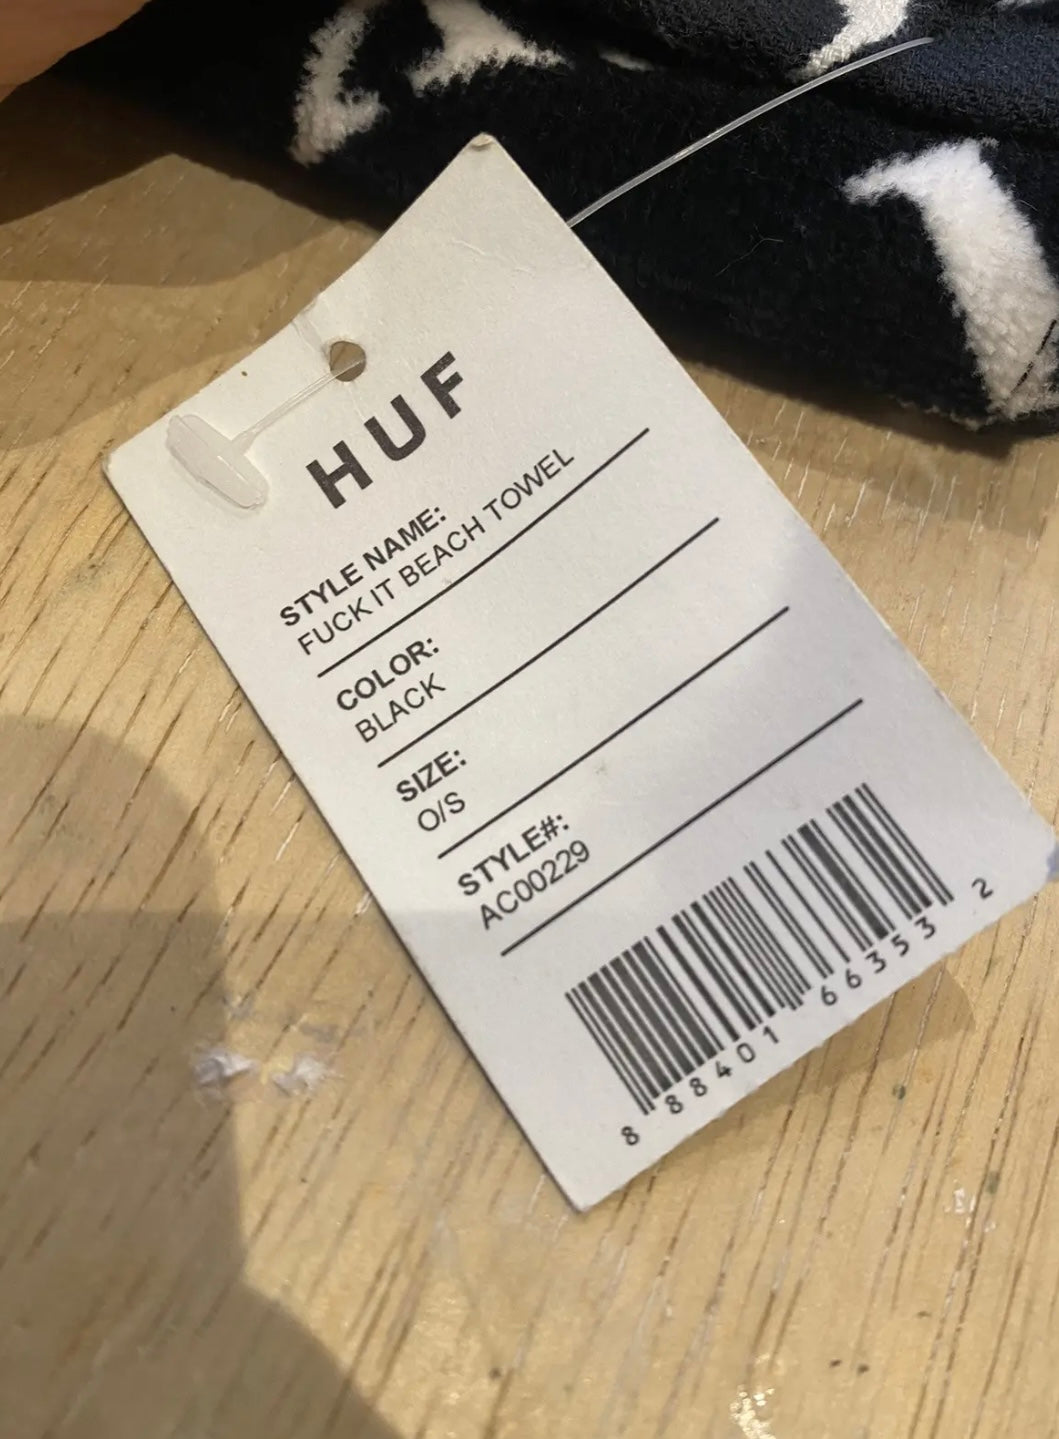 HUF
STYLE NAME:
FUCK IT BEACH TOWEL
COLOR:
BLACK
SIZE:
O/S
STYLE#:
AC00229
8 88401 66353 2